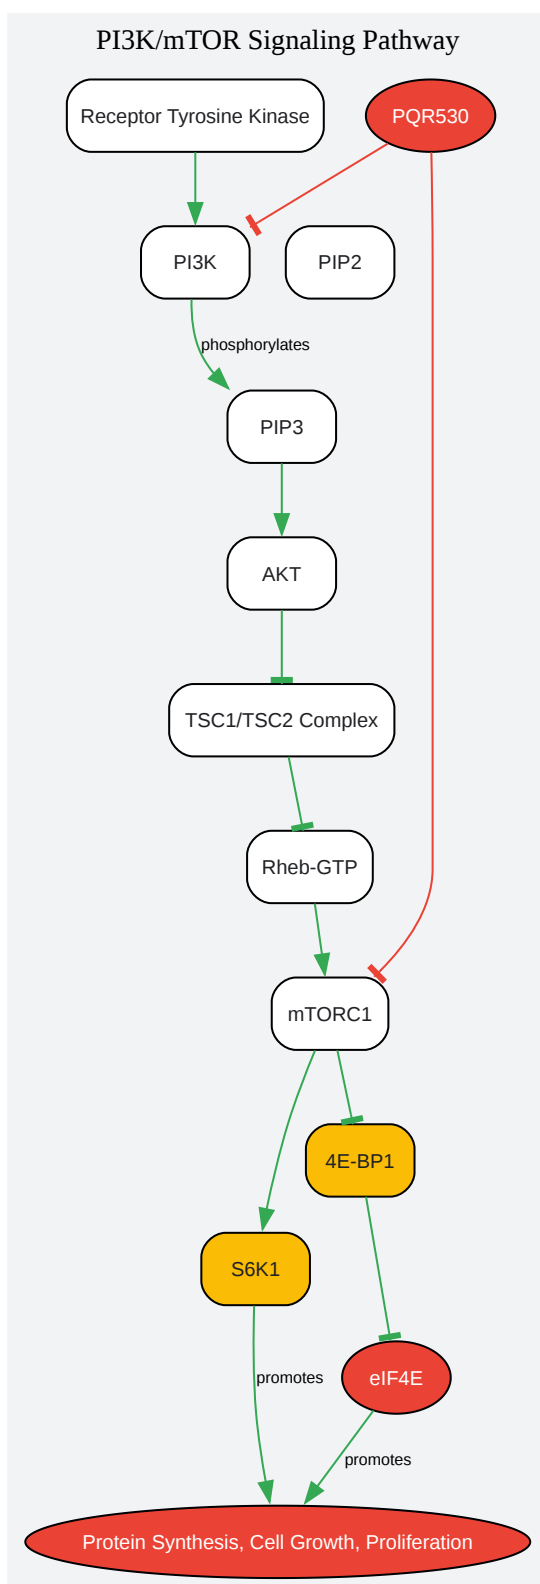 PI3K/mTOR Signaling Pathway
Receptor Tyrosine Kinase
PQR530
PI3K
PIP2
phosphorylates
PIP3
AKT
TSC1/TSC2 Complex
Rheb-GTP
mTORC1
4E-BP1
S6K1
promotes
eIF4E
promotes
Protein Synthesis, Cell Growth, Proliferation